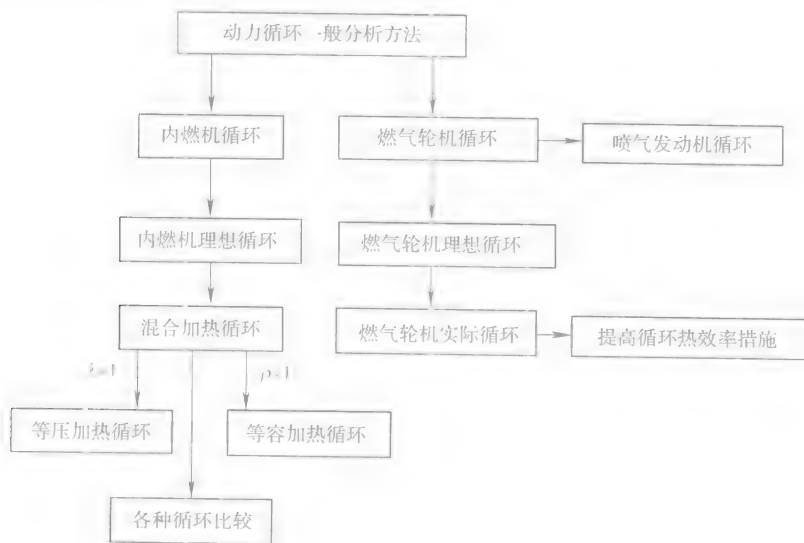 动力循环一般分析方法
内燃机循环
燃气轮机循环
喷气发动机循环
内燃机理想循环
燃气轮机理想循环
混合加热循环
燃气轮机实际循环
提高循环热效率措施
等压加热循环
等容加热循环
各种循环比较